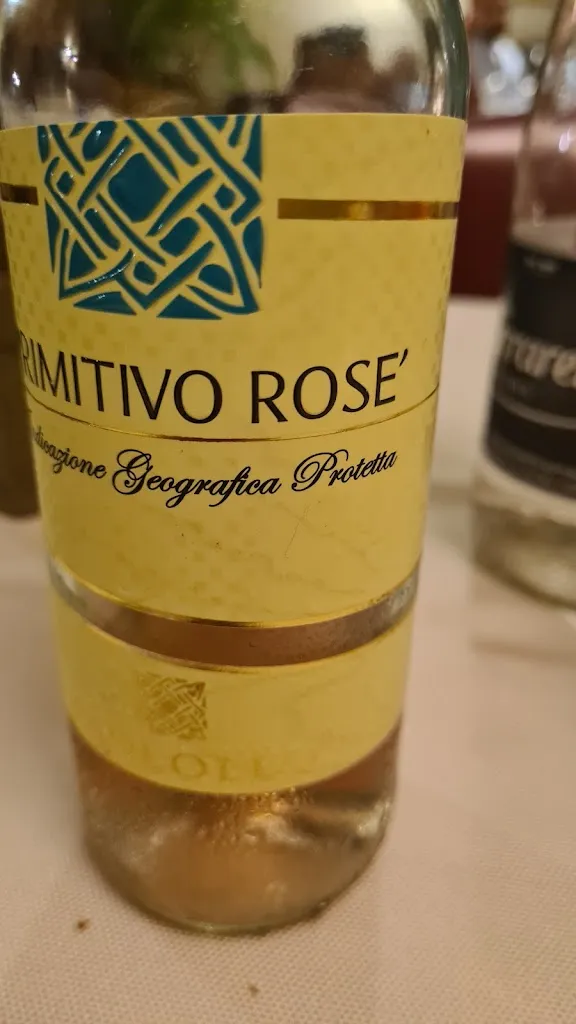 RIMITIVO ROSE'
dicazione Geografica Protetta